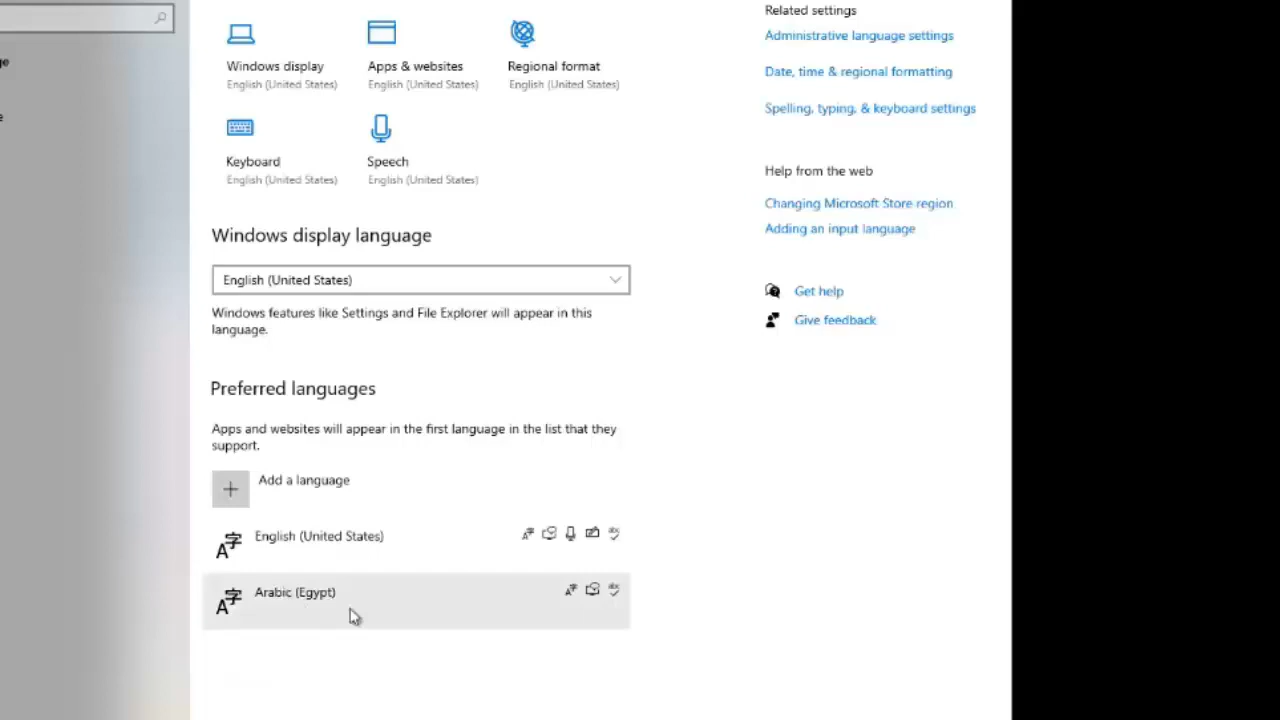 ge
e
Windows display
English (United States)
Apps & websites
English (United States)
Regional format
English (United States)
Keyboard
English (United States)
Speech
English (United States)
Windows display language
English (United States)
Windows features like Settings and File Explorer will appear in this
language.
Preferred languages
Apps and websites will appear in the first language in the list that they
support.
Add a language
English (United States)
Arabic (Egypt)
Related settings
Administrative language settings
Date, time & regional formatting
Spelling, typing, & keyboard settings
Help from the web
Changing Microsoft Store region
Adding an input language
Get help
Give feedback